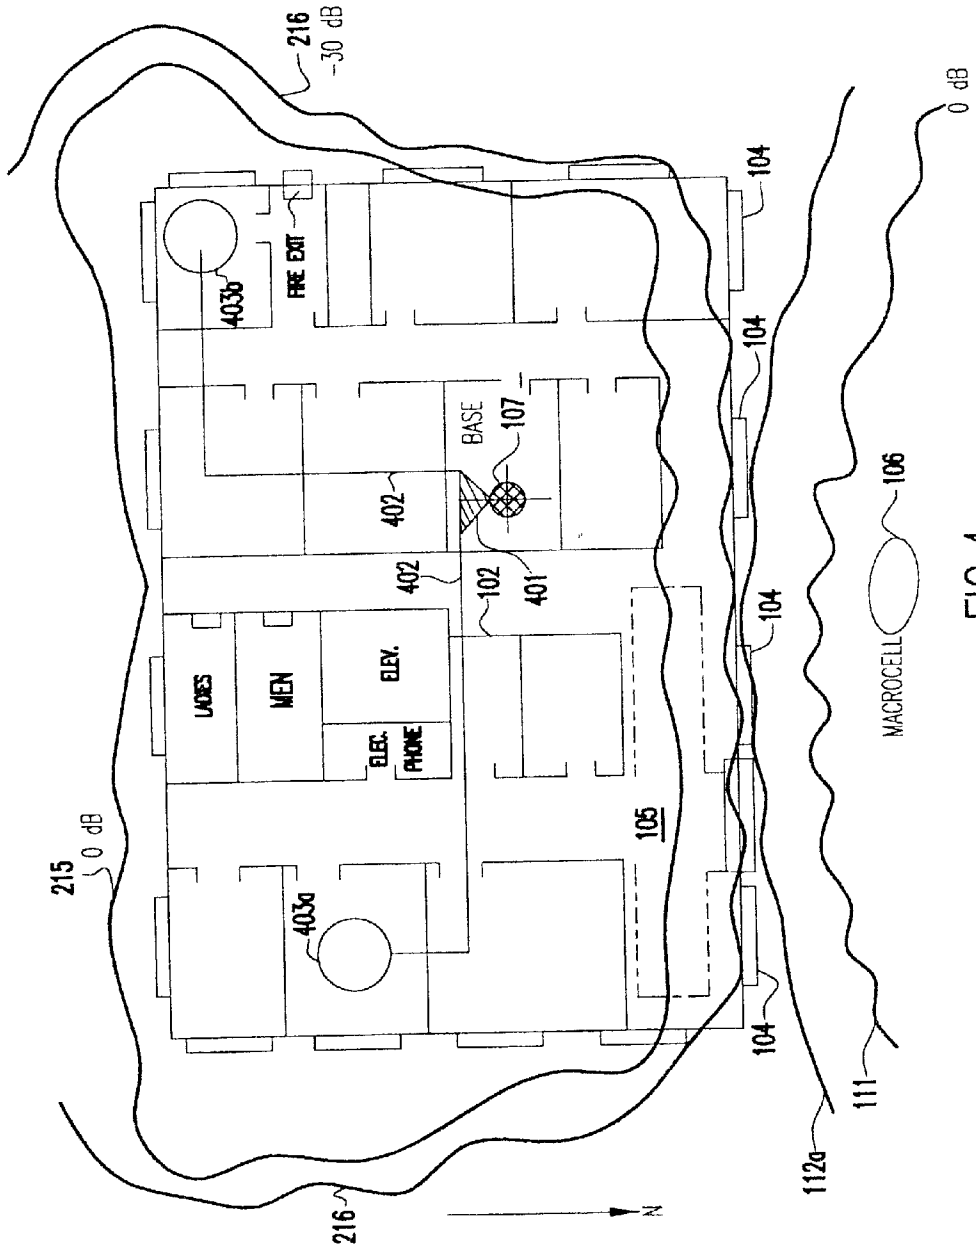 215
0 dB
LADIES
403b
MEN
216
-30 dB
FIRE EXIT
403a
216
ELEC.
PHONE
ELEV.
402
402
102
BASE
107
401
N
105
104
104
104
104
112a
111
MACROCELL
106
0 dB